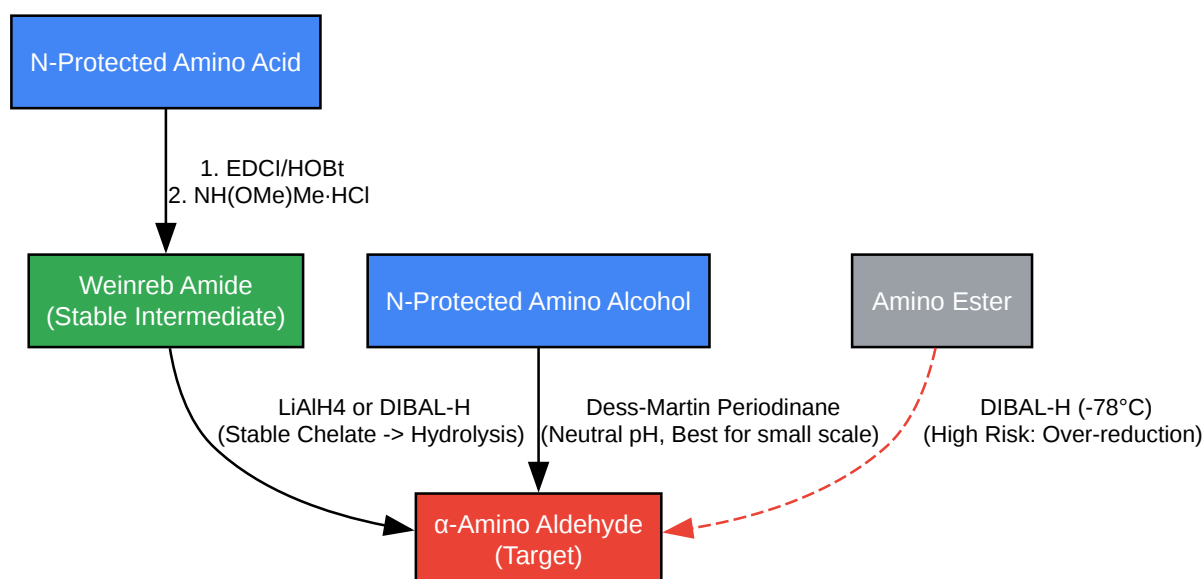 N-Protected Amino Acid
1. EDCI/HOBt
2. NH(OMe)Me·HCl
Weinreb Amide
(Stable Intermediate)
N-Protected Amino Alcohol
Amino Ester
LiAlH4 or DIBAL-H
(Stable Chelate -> Hydrolysis)
Dess-Martin Periodinane
(Neutral pH, Best for small scale)
DIBAL-H (-78°C)
(High Risk: Over-reduction)
α-Amino Aldehyde
(Target)